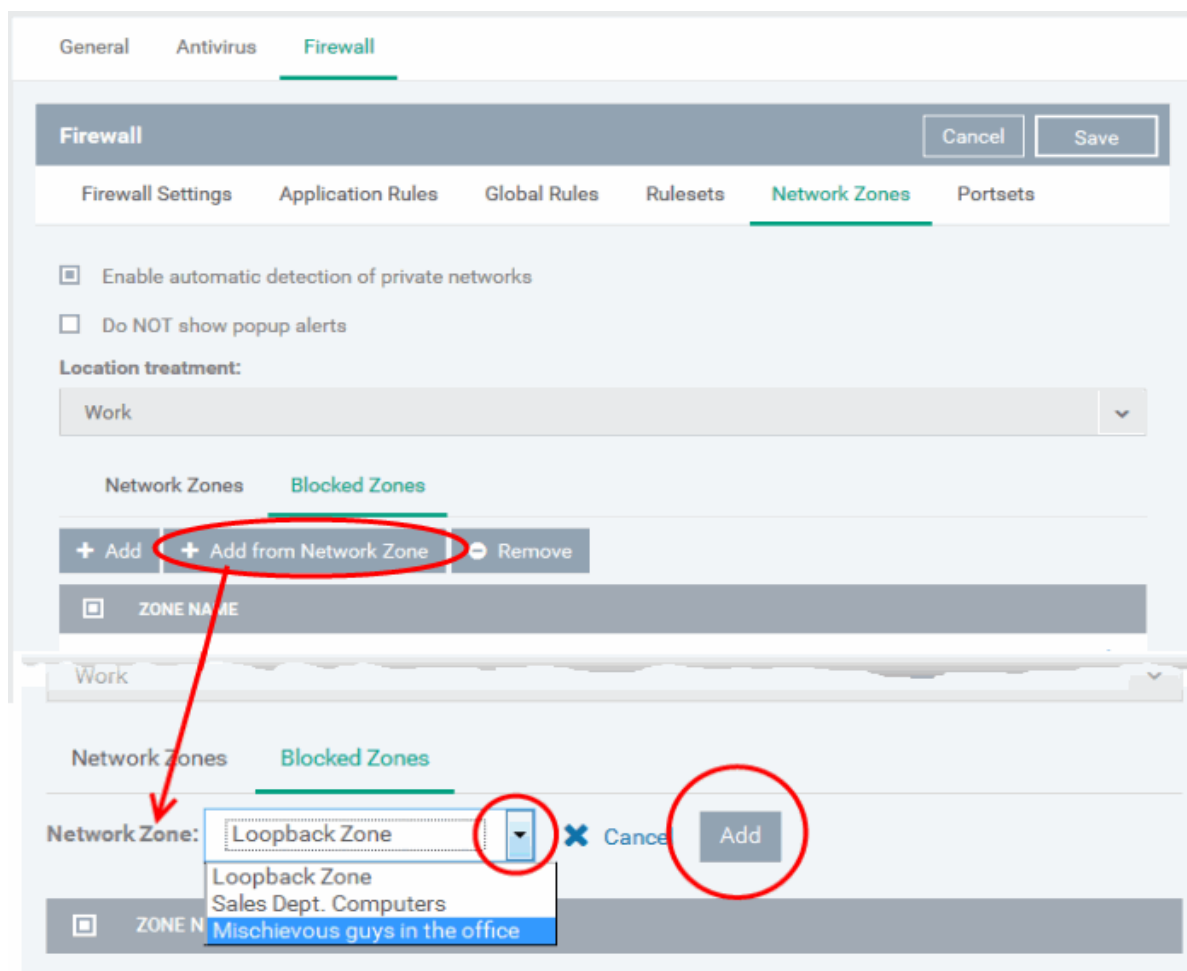 General Antivirus Firewall
Firewall Cancel Save
Firewall Settings Application Rules Global Rules Rulesets Network Zones Portsets
Enable automatic detection of private networks
Do NOT show popup alerts
Location treatment:
Work
Network Zones Blocked Zones
+ Add + Add from Network Zone Remove
ZONE NAME
Work
Network Zones Blocked Zones
Network Zone: Loopback Zone Cancel Add
Loopback Zone
Sales Dept. Computers
ZONE N Mischievous guys in the office